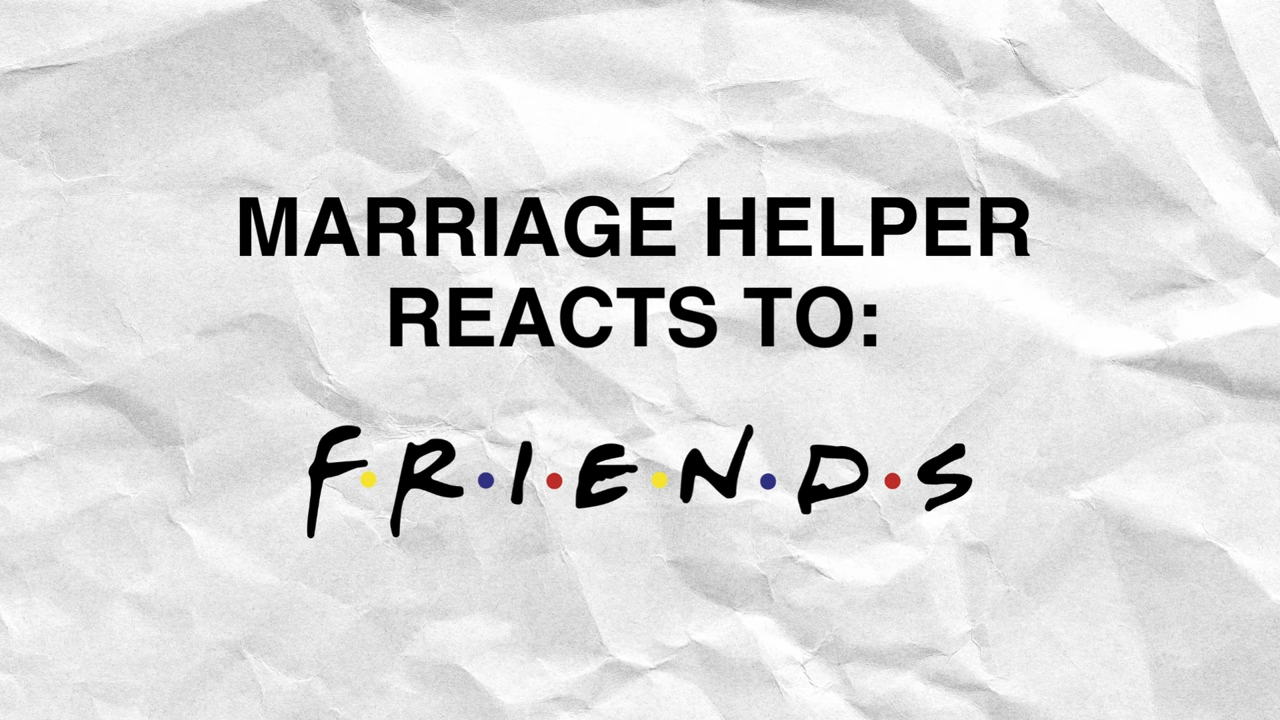 MARRIAGE HELPER
REACTS TO:
F•R•I•E•N•D•S